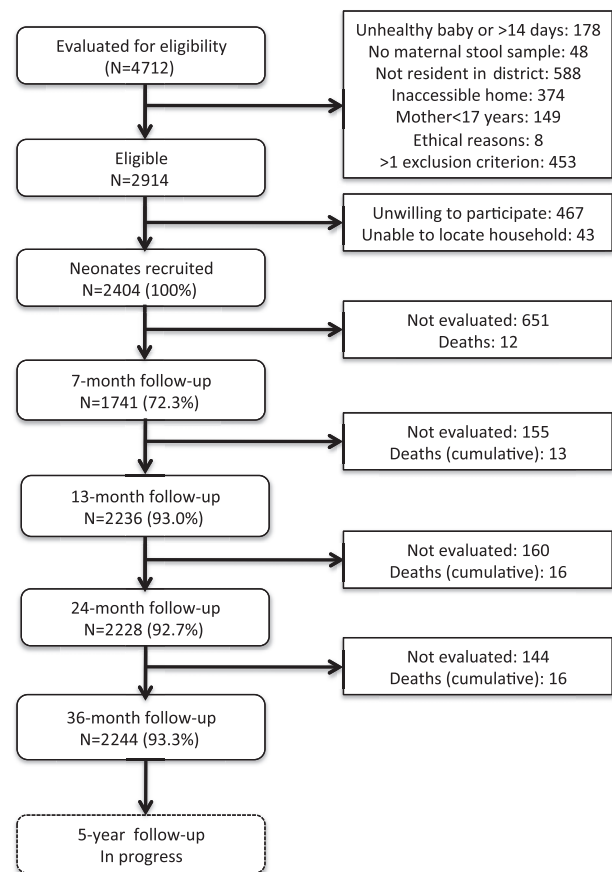 Evaluated for eligibility
(N=4712)
Unhealthy baby or >14 days: 178
No maternal stool sample: 48
Not resident in district: 588
Inaccessible home: 374
Mother<17 years: 149
Ethical reasons: 8
>1 exclusion criterion: 453
Eligible
N=2914
Unwilling to participate: 467
Unable to locate household: 43
Neonates recruited
N=2404 (100%)
Not evaluated: 651
Deaths: 12
7-month follow-up
N=1741 (72.3%)
Not evaluated: 155
Deaths (cumulative): 13
13-month follow-up
N=2236 (93.0%)
Not evaluated: 160
Deaths (cumulative): 16
24-month follow-up
N=2228 (92.7%)
Not evaluated: 144
Deaths (cumulative): 16
36-month follow-up
N=2244 (93.3%)
5-year follow-up
In progress